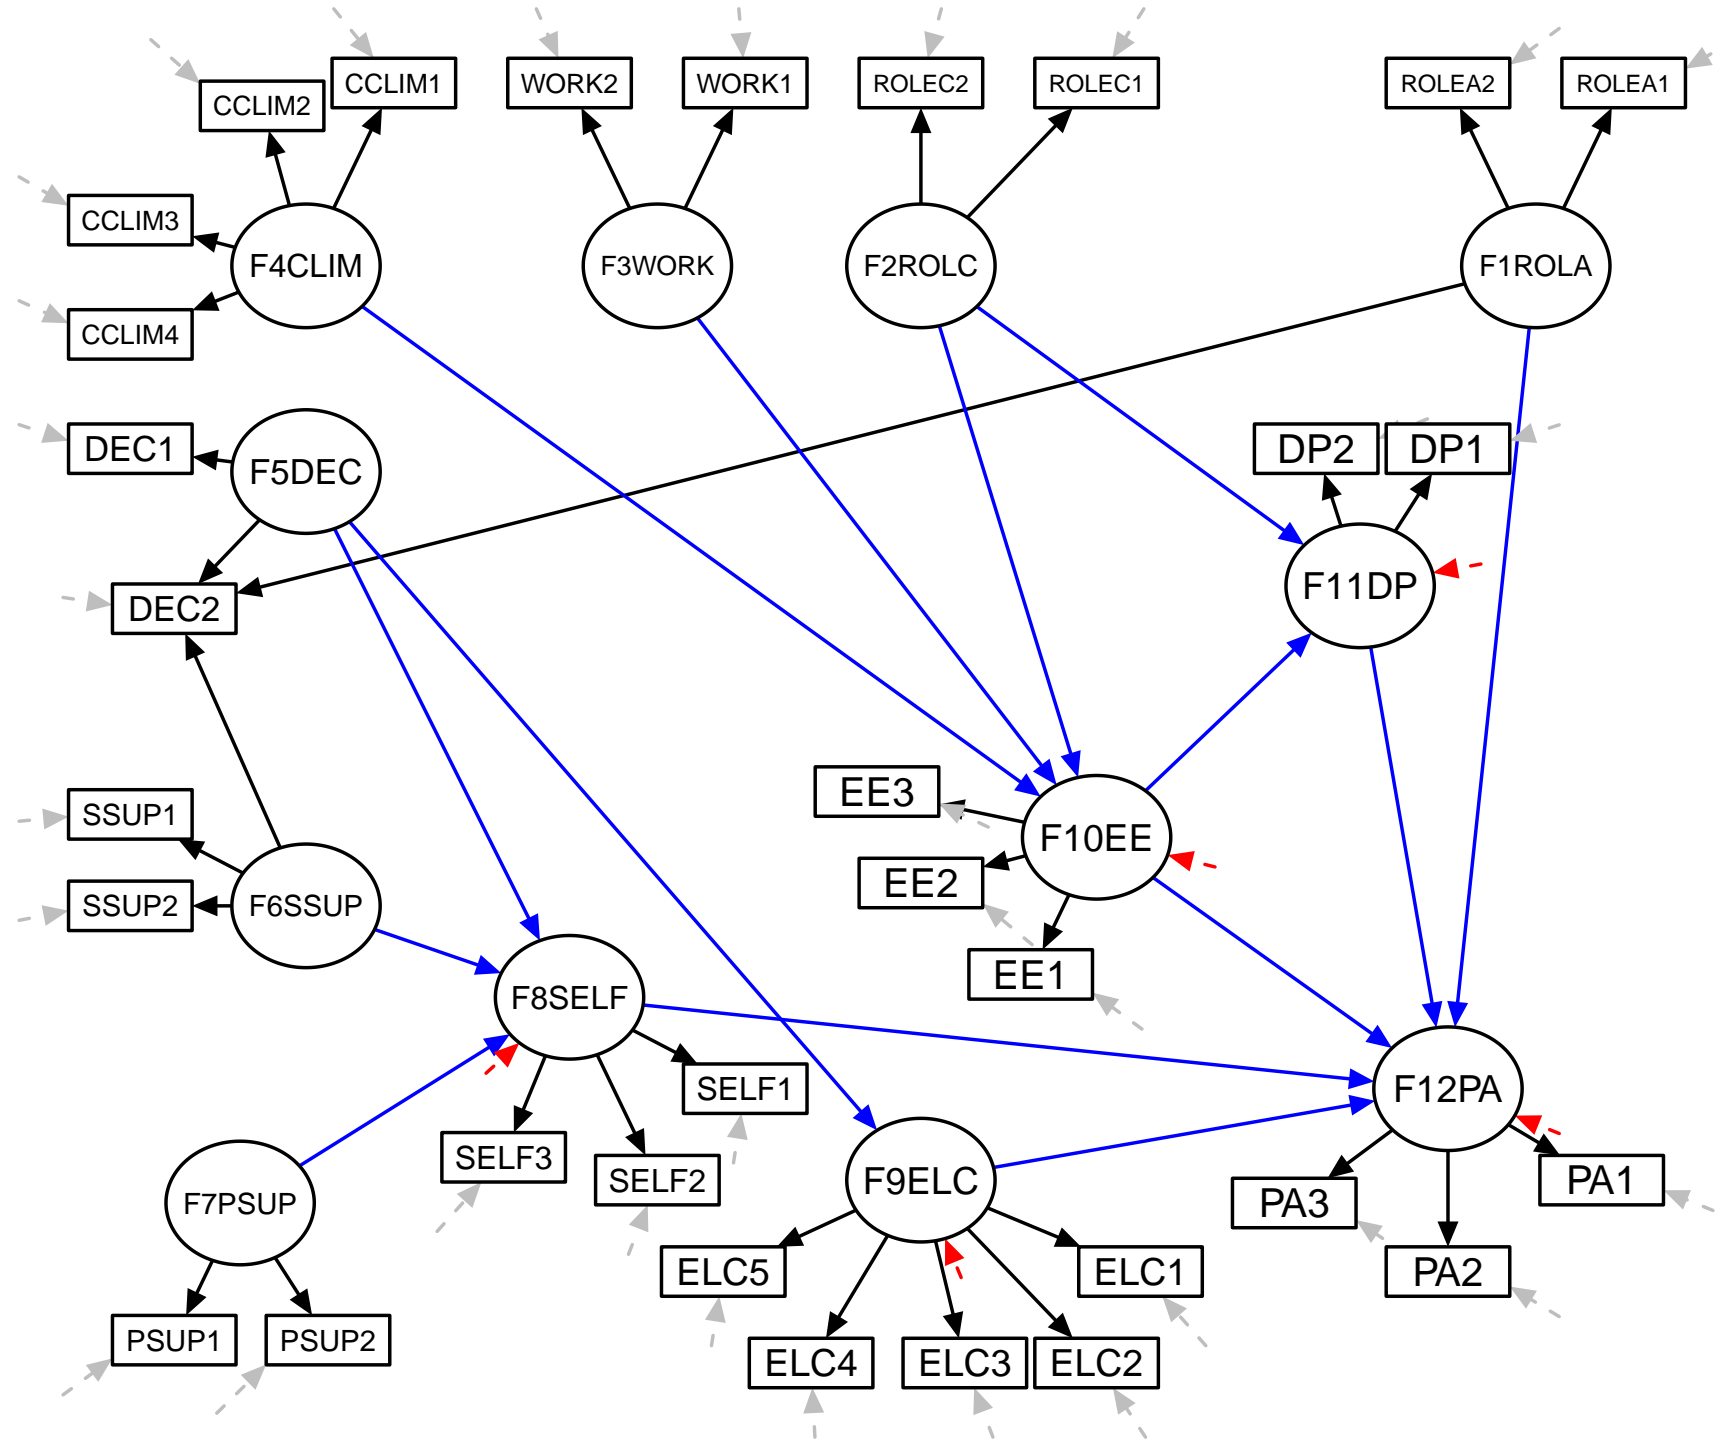 CCLIM1
WORK2
WORK1
ROLEC2
ROLEC1
ROLEA2
ROLEA1
CCLIM2
CCLIM3
F4CLIM
F3WORK
F2ROLC
F1ROLA
CCLIM4
DEC1
F5DEC
DP2
DP1
F11DP
DEC2
EE3
SSUP1
F10EE
EE2
SSUP2
F6SSUP
EE1
F8SELF
SELF1
F12PA
SELF3
SELF2
F9ELC
PA1
F7PSUP
PA3
ELC5
ELC1
PA2
PSUP1
PSUP2
ELC4
ELC3
ELC2